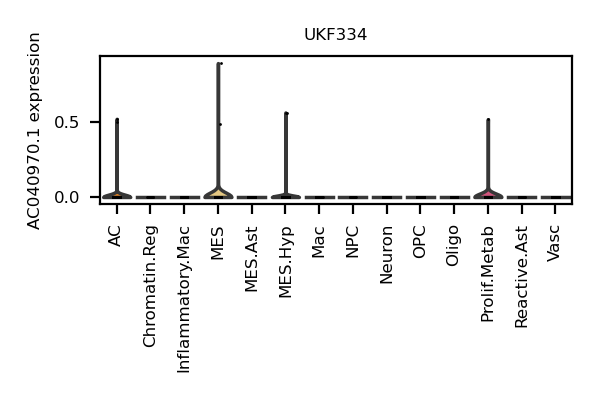 UKF334
AC040970.1 expression
0.5
0.0
AC
Chromatin.Reg
Inflammatory.Mac
MES
MES.Ast
MES.Hyp
Mac
NPC
Neuron
OPC
Oligo
Prolif.Metab
Reactive.Ast
Vasc